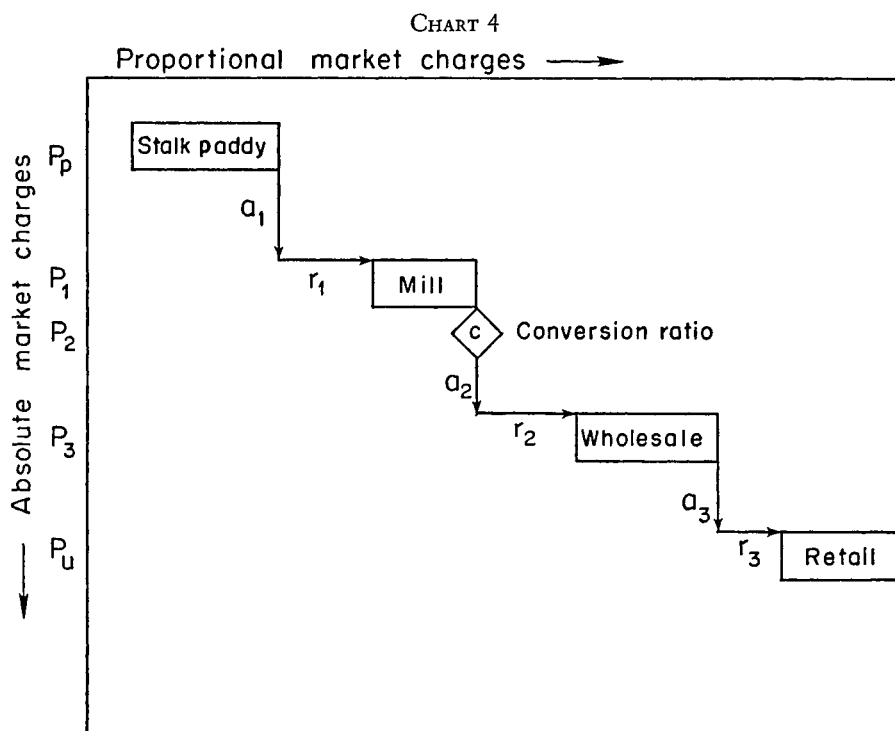 CHART 4
Proportional market charges
Absolute market charges
Pp Stalk paddy
a1
P1 r1 Mill
P2 c Conversion ratio
a2
P3 r2 Wholesale
a3
Pu r3 Retail